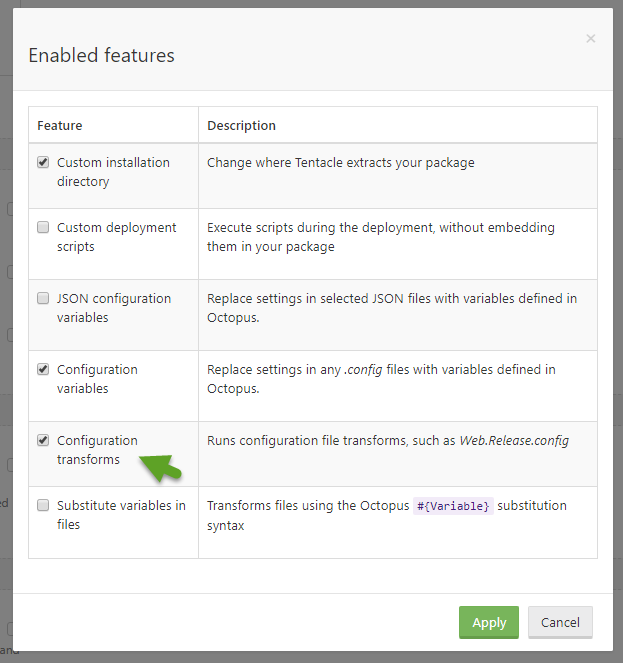 Enabled features
×
Feature
Description
Custom installation
directory
Change where Tentacle extracts your package
Custom deployment
scripts
Execute scripts during the deployment, without embedding
them in your package
JSON configuration
variables
Replace settings in selected JSON files with variables defined in
Octopus.
Configuration
variables
Replace settings in any .config files with variables defined in
Octopus.
Configuration
transforms
Runs configuration file transforms, such as Web.Release.config
Substitute variables in
files
Transforms files using the Octopus #{Variable} substitution
syntax
Apply
Cancel
ed
and